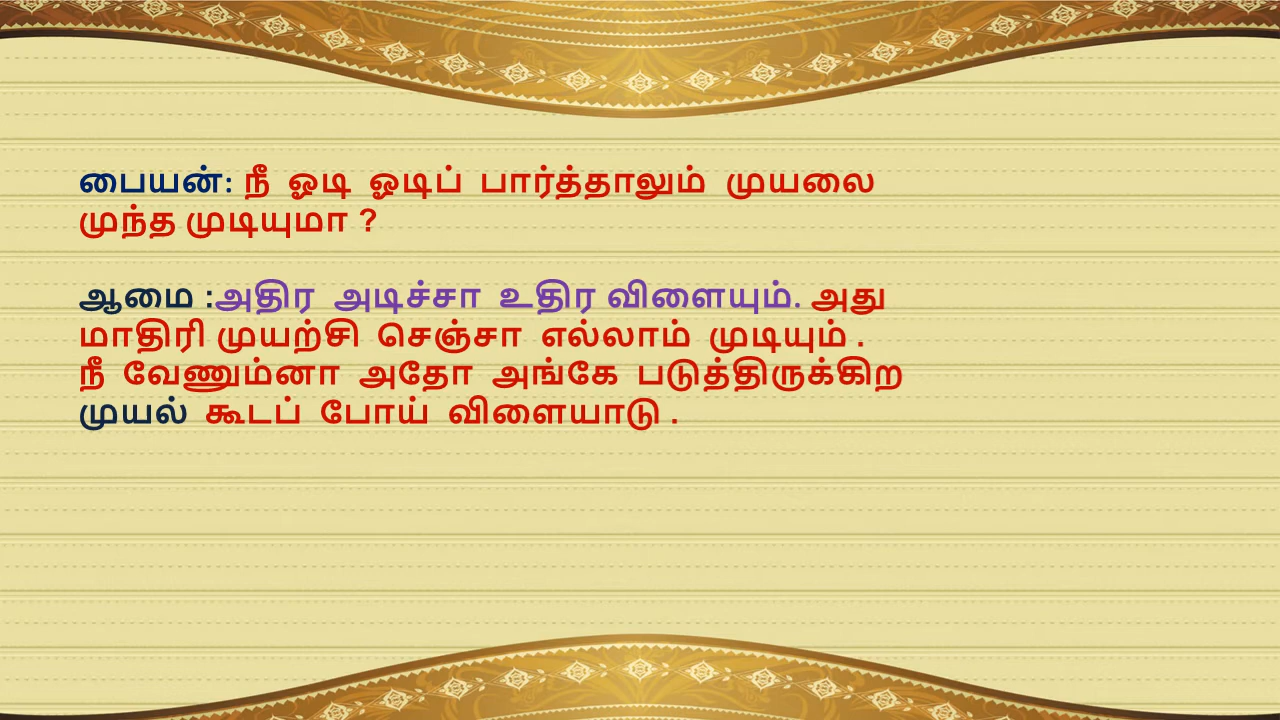 பையன்: நீ ஓடி ஓடிப் பார்த்தாலும் முயலை
முந்த முடியுமா ?
ஆமை :அதிர அடிச்சா உதிர விளையும். அது
மாதிரி முயற்சி செஞ்சா எல்லாம் முடியும் .
நீ வேணும்னா அதோ அங்கே படுத்திருக்கிற
முயல் கூடப் போய் விளையாடு .